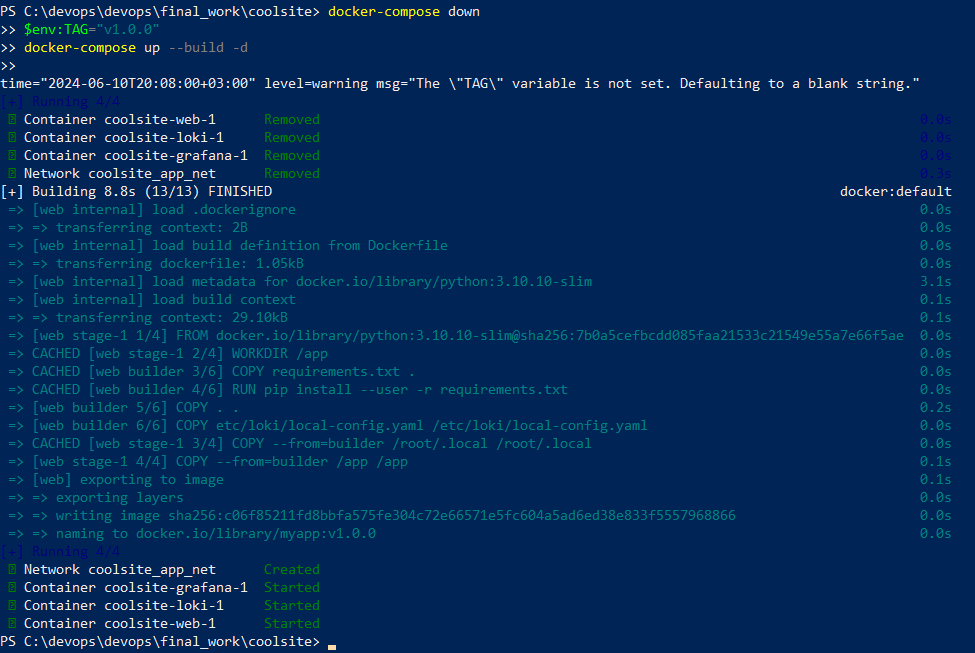 PS C:\devops\devops\final_work\coolsite> docker-compose down
>> $env:TAG="v1.0.0"
>> docker-compose up --build -d
>>
time="2024-06-10T20:08:00+03:00" level=warning msg="The \"TAG\" variable is not set. Defaulting to a blank string."
[+] Running 4/4
Container coolsite-web-1 Removed 0.0s
Container coolsite-loki-1 Removed 0.0s
Container coolsite-grafana-1 Removed 0.0s
Network coolsite_app_net Removed 0.3s
[+] Building 8.8s (13/13) FINISHED docker:default
=> [web internal] load .dockerignore 0.0s
=> => transferring context: 2B 0.0s
=> [web internal] load build definition from Dockerfile 0.0s
=> => transferring dockerfile: 1.05kB 0.0s
=> [web internal] load metadata for docker.io/library/python:3.10.10-slim 3.1s
=> [web internal] load build context 0.1s
=> => transferring context: 29.10kB 0.1s
=> [web stage-1 1/4] FROM docker.io/library/python:3.10.10-slim@sha256:7b0a5cefbcdd085faa21533c21549e55a7e66f5ae 0.0s
=> CACHED [web stage-1 2/4] WORKDIR /app 0.0s
=> CACHED [web builder 3/6] COPY requirements.txt . 0.0s
=> CACHED [web builder 4/6] RUN pip install --user -r requirements.txt 0.0s
=> [web builder 5/6] COPY . . 0.2s
=> [web builder 6/6] COPY etc/loki/local-config.yaml /etc/loki/local-config.yaml 0.0s
=> CACHED [web stage-1 3/4] COPY --from=builder /root/.local /root/.local 0.0s
=> [web stage-1 4/4] COPY --from=builder /app /app 0.1s
=> [web] exporting to image 0.1s
=> => exporting layers 0.0s
=> => writing image sha256:c06f85211fd8bbfa575fe304c72e66571e5fc604a5ad6ed38e833f5557968866 0.0s
=> => naming to docker.io/library/myapp:v1.0.0 0.0s
[+] Running 4/4
Network coolsite_app_net Created
Container coolsite-grafana-1 Started
Container coolsite-loki-1 Started
Container coolsite-web-1 Started
PS C:\devops\devops\final_work\coolsite>